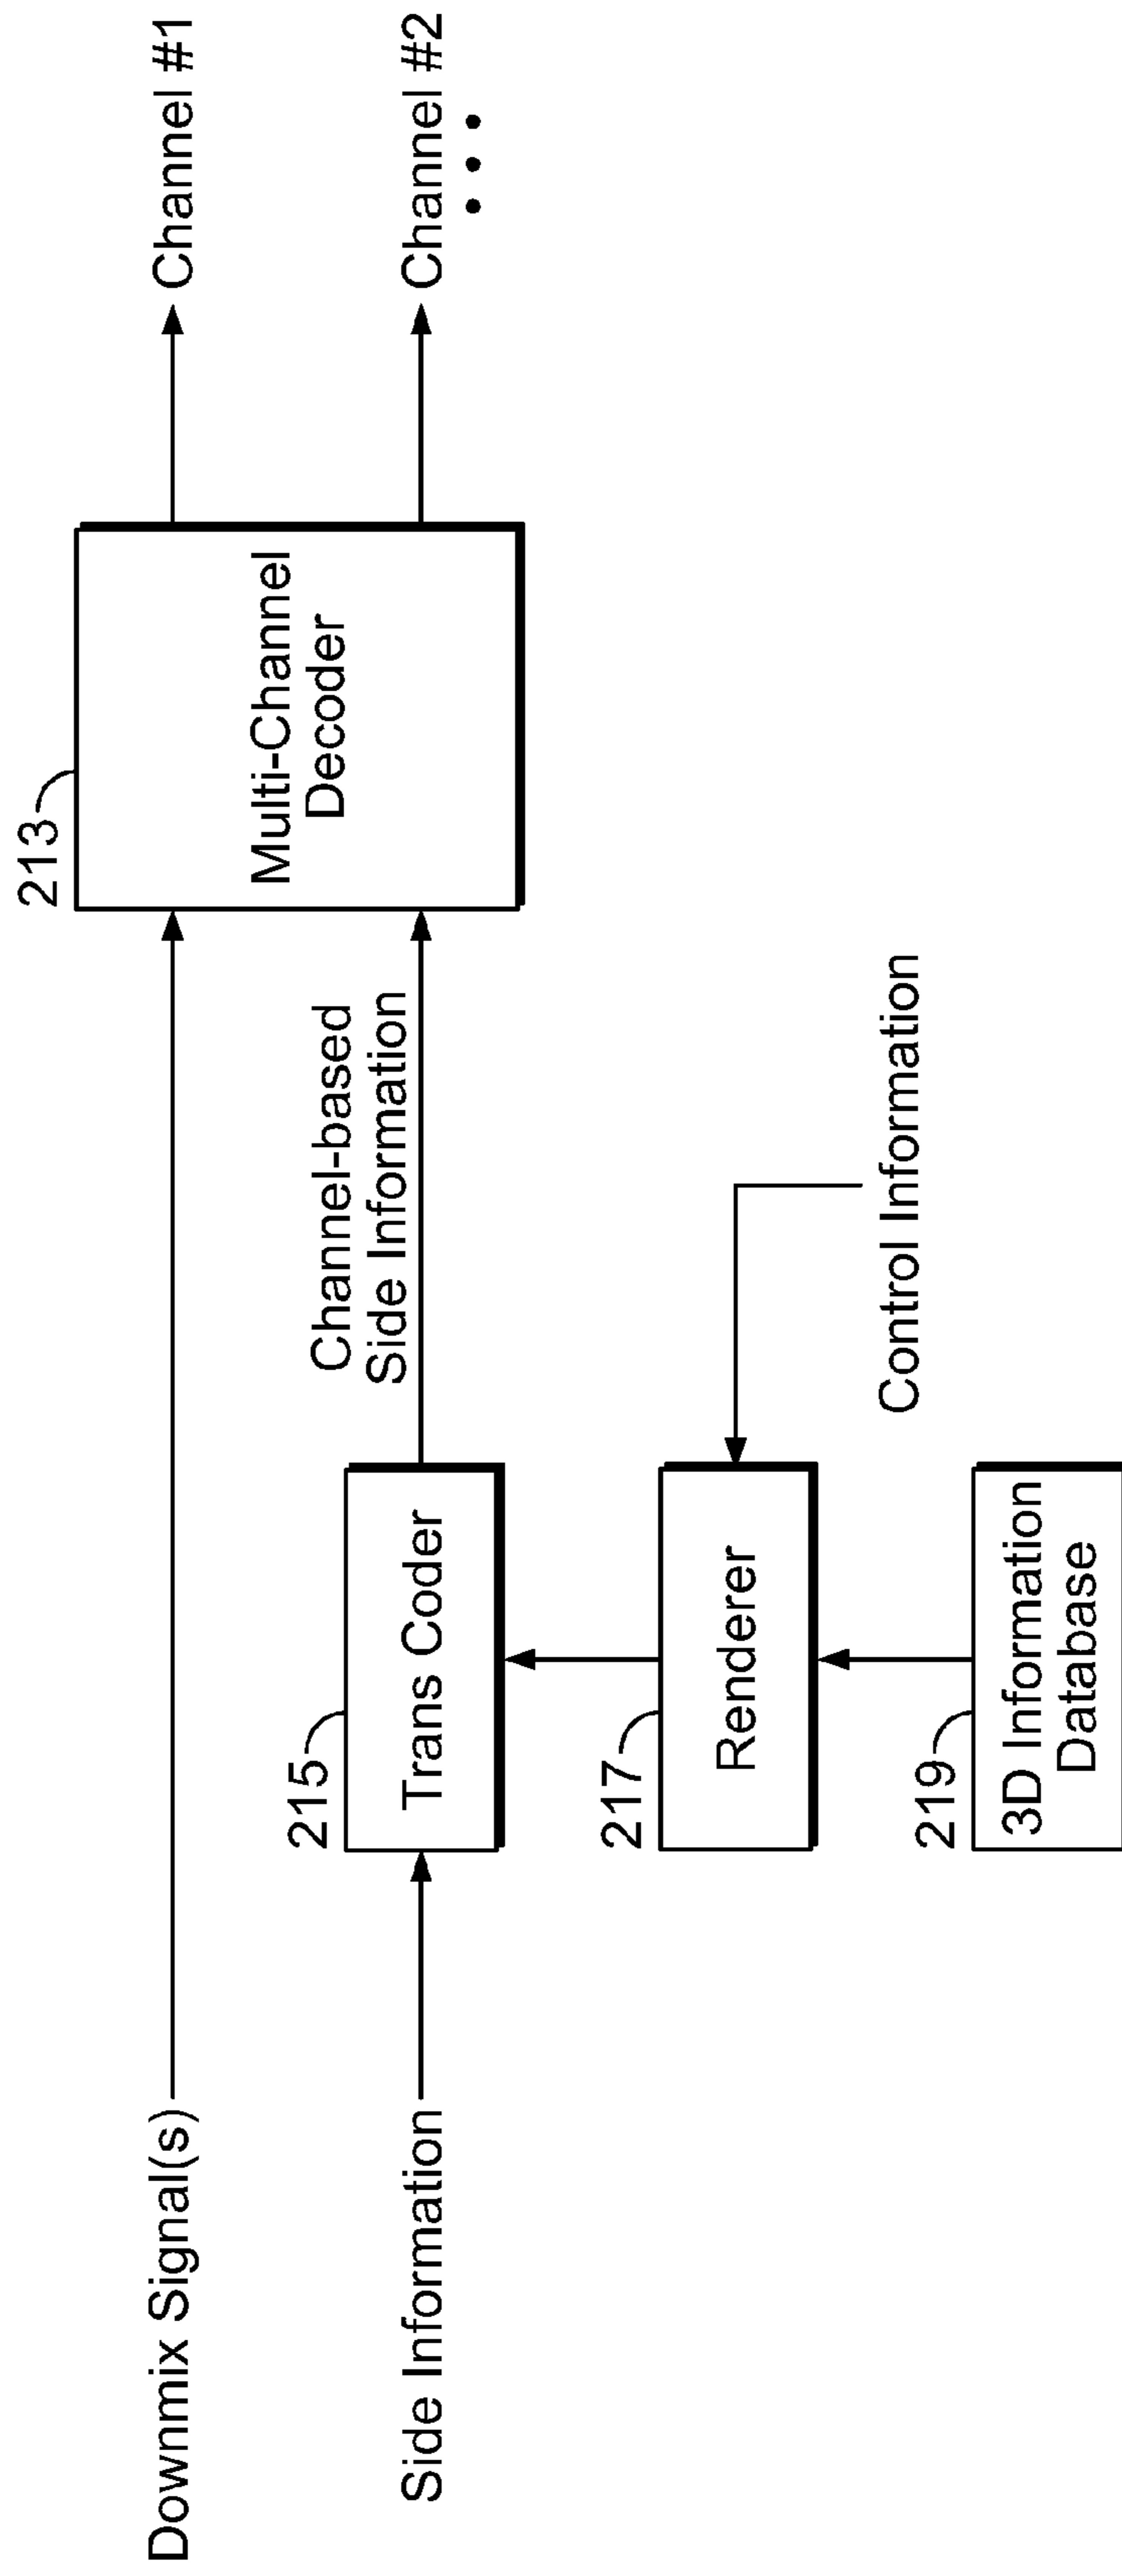 Downmix Signal(s)
213
Multi-Channel
Decoder
Channel #1
Channel #2
Side Information
215
Trans Coder
Channel-based
Side Information
217
Renderer
Control Information
219
3D Information
Database